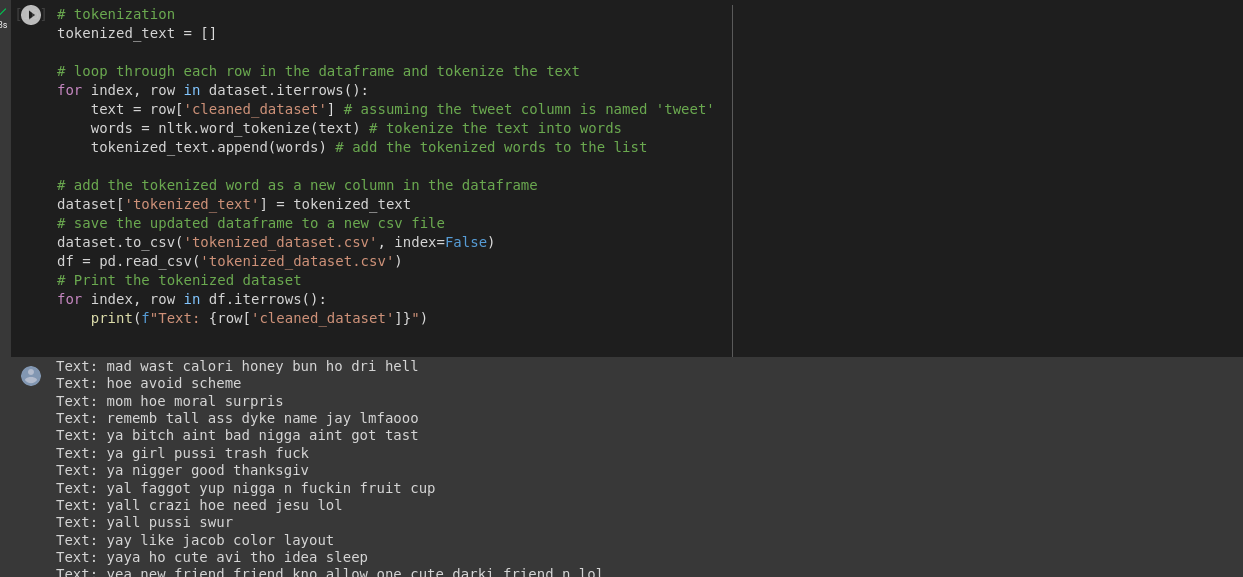 # tokenization
tokenized_text = []
# loop through each row in the dataframe and tokenize the text
for index, row in dataset.iterrows():
    text = row['cleaned_dataset'] # assuming the tweet column is named 'tweet'
    words = nltk.word_tokenize(text) # tokenize the text into words
    tokenized_text.append(words) # add the tokenized words to the list
# add the tokenized word as a new column in the dataframe
dataset['tokenized_text'] = tokenized_text
# save the updated dataframe to a new csv file
dataset.to_csv('tokenized_dataset.csv', index=False)
df = pd.read_csv('tokenized_dataset.csv')
# Print the tokenized dataset
for index, row in df.iterrows():
    print(f"Text: {row['cleaned_dataset']}")
Text: mad wast calori honey bun ho dri hell
Text: hoe avoid scheme
Text: mom hoe moral surpris
Text: rememb tall ass dyke name jay lmfaooo
Text: ya bitch aint bad nigga aint got tast
Text: ya girl pussi trash fuck
Text: ya nigger good thanksgiv
Text: yal faggot yup nigga n fuckin fruit cup
Text: yall crazi hoe need jesu lol
Text: yall pussi swur
Text: yay like jacob color layout
Text: yaya ho cute avi tho idea sleep
Text: yea new friend friend kno allow one cute darki friend n lol